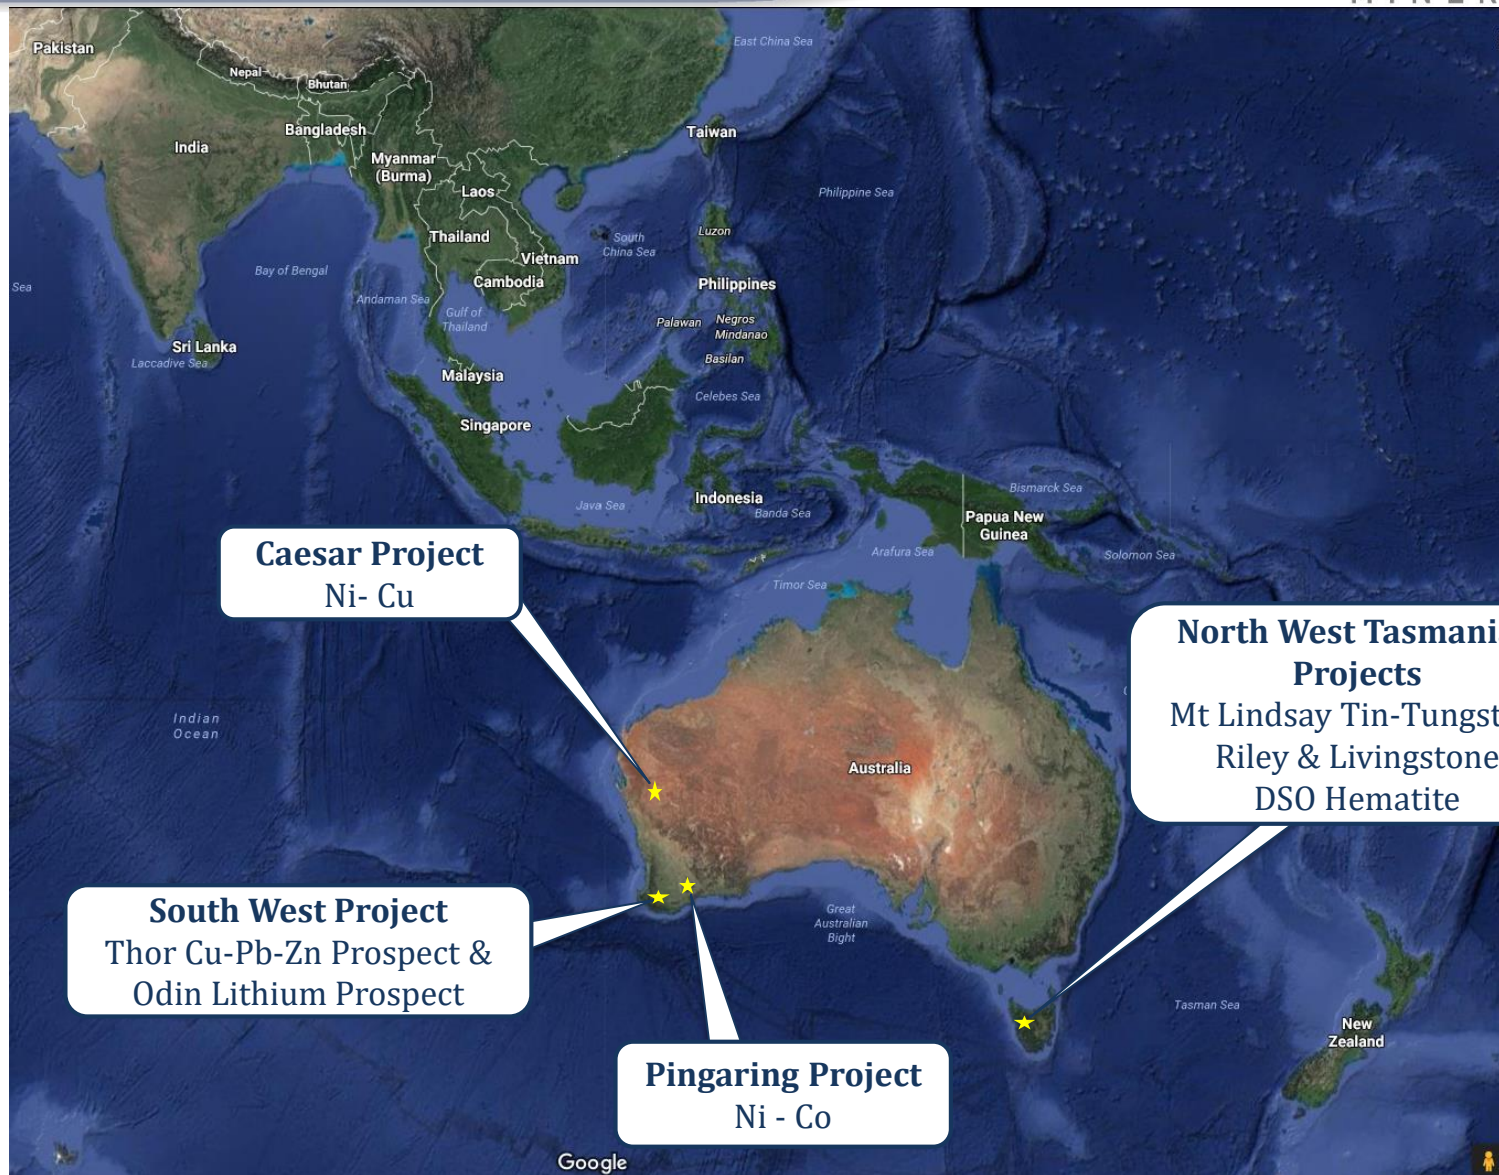 Pakistan
East China Sea
Nepal
Bhutan
Bangladesh
Taiwan
India
Myanmar
(Burma)
Laos
Philippine Sea
Thailand
Luzon
South
China Sea
Vietnam
Bay of Bengal
Cambodia
Philippines
Sea
Andaman Sea
Gulf of
Thailand
Palawan
Negros
Mindanao
Sri Lanka
Basilan
Laccadive Sea
Malaysia
Celebes Sea
Singapore
Bismarck Sea
Indonesia
Java Sea
Banda Sea
Papua New
Guinea
Arafura Sea
Solomon Sea
Timor Sea
Caesar Project
Ni- Cu
North West Tasmani
Projects
Mt Lindsay Tin-Tungst
Riley & Livingstone
DSO Hematite
Indian
Ocean
Australia
South West Project
Thor Cu-Pb-Zn Prospect &
Odin Lithium Prospect
Great
Australian
Bight
Tasman Sea
New
Zealand
Pingaring Project
Ni - Co
Google